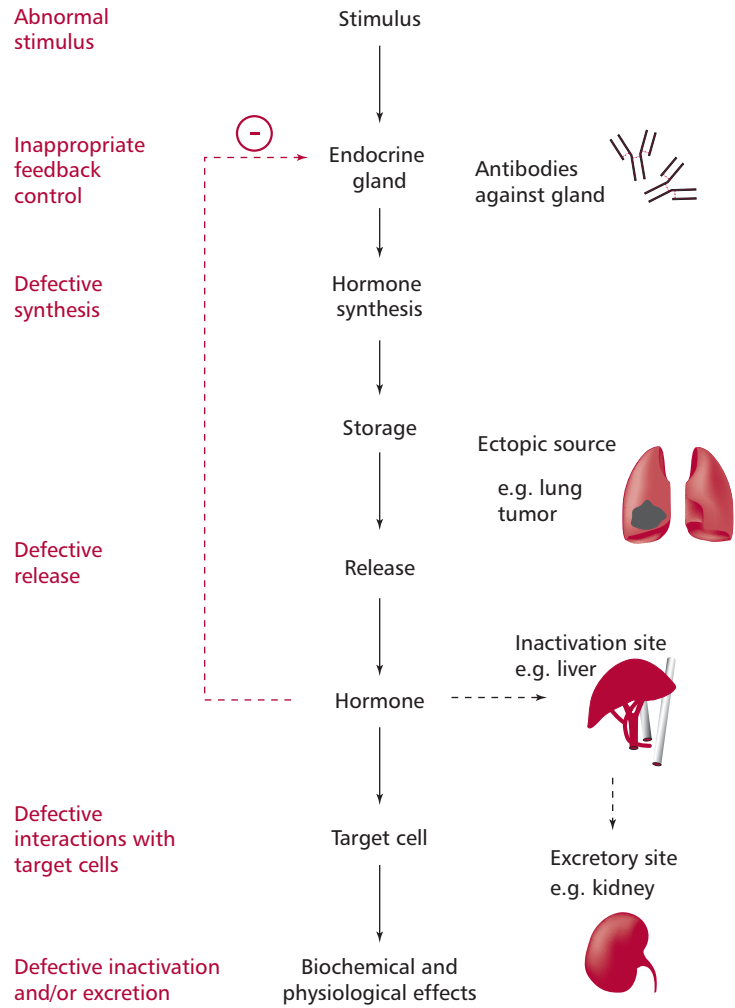 Abnormal
stimulus
Stimulus
Inappropriate
feedback
control
-
Endocrine
gland
Antibodies
against gland
Defective
synthesis
Hormone
synthesis
Storage
Ectopic source
e.g. lung
tumor
Defective
release
Release
Inactivation site
e.g. liver
Hormone
Defective
interactions with
target cells
Target cell
Excretory site
e.g. kidney
Defective inactivation
and/or excretion
Biochemical and
physiological effects